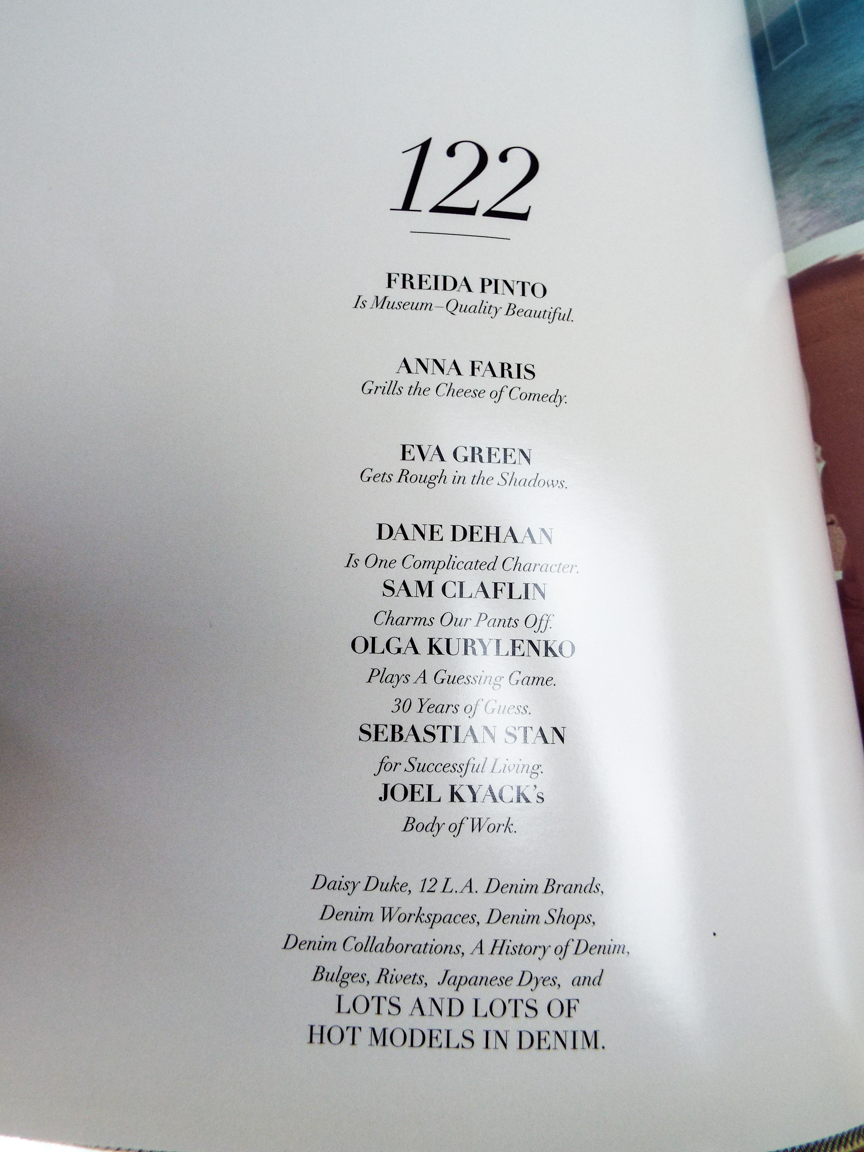 122
FREIDA PINTO
Is Museum–Quality Beautiful.
ANNA FARIS
Grills the Cheese of Comedy.
EVA GREEN
Gets Rough in the Shadows.
DANE DEHAAN
Is One Complicated Character.
SAM CLAFLIN
Charms Our Pants Off.
OLGA KURYLENKO
Plays A Guessing Game.
30 Years of Guess.
SEBASTIAN STAN
for Successful Living.
JOEL KYACK's
Body of Work.
Daisy Duke, 12 L.A. Denim Brands,
Denim Workspaces, Denim Shops,
Denim Collaborations, A History of Denim,
Bulges, Rivets, Japanese Dyes, and
LOTS AND LOTS OF
HOT MODELS IN DENIM.